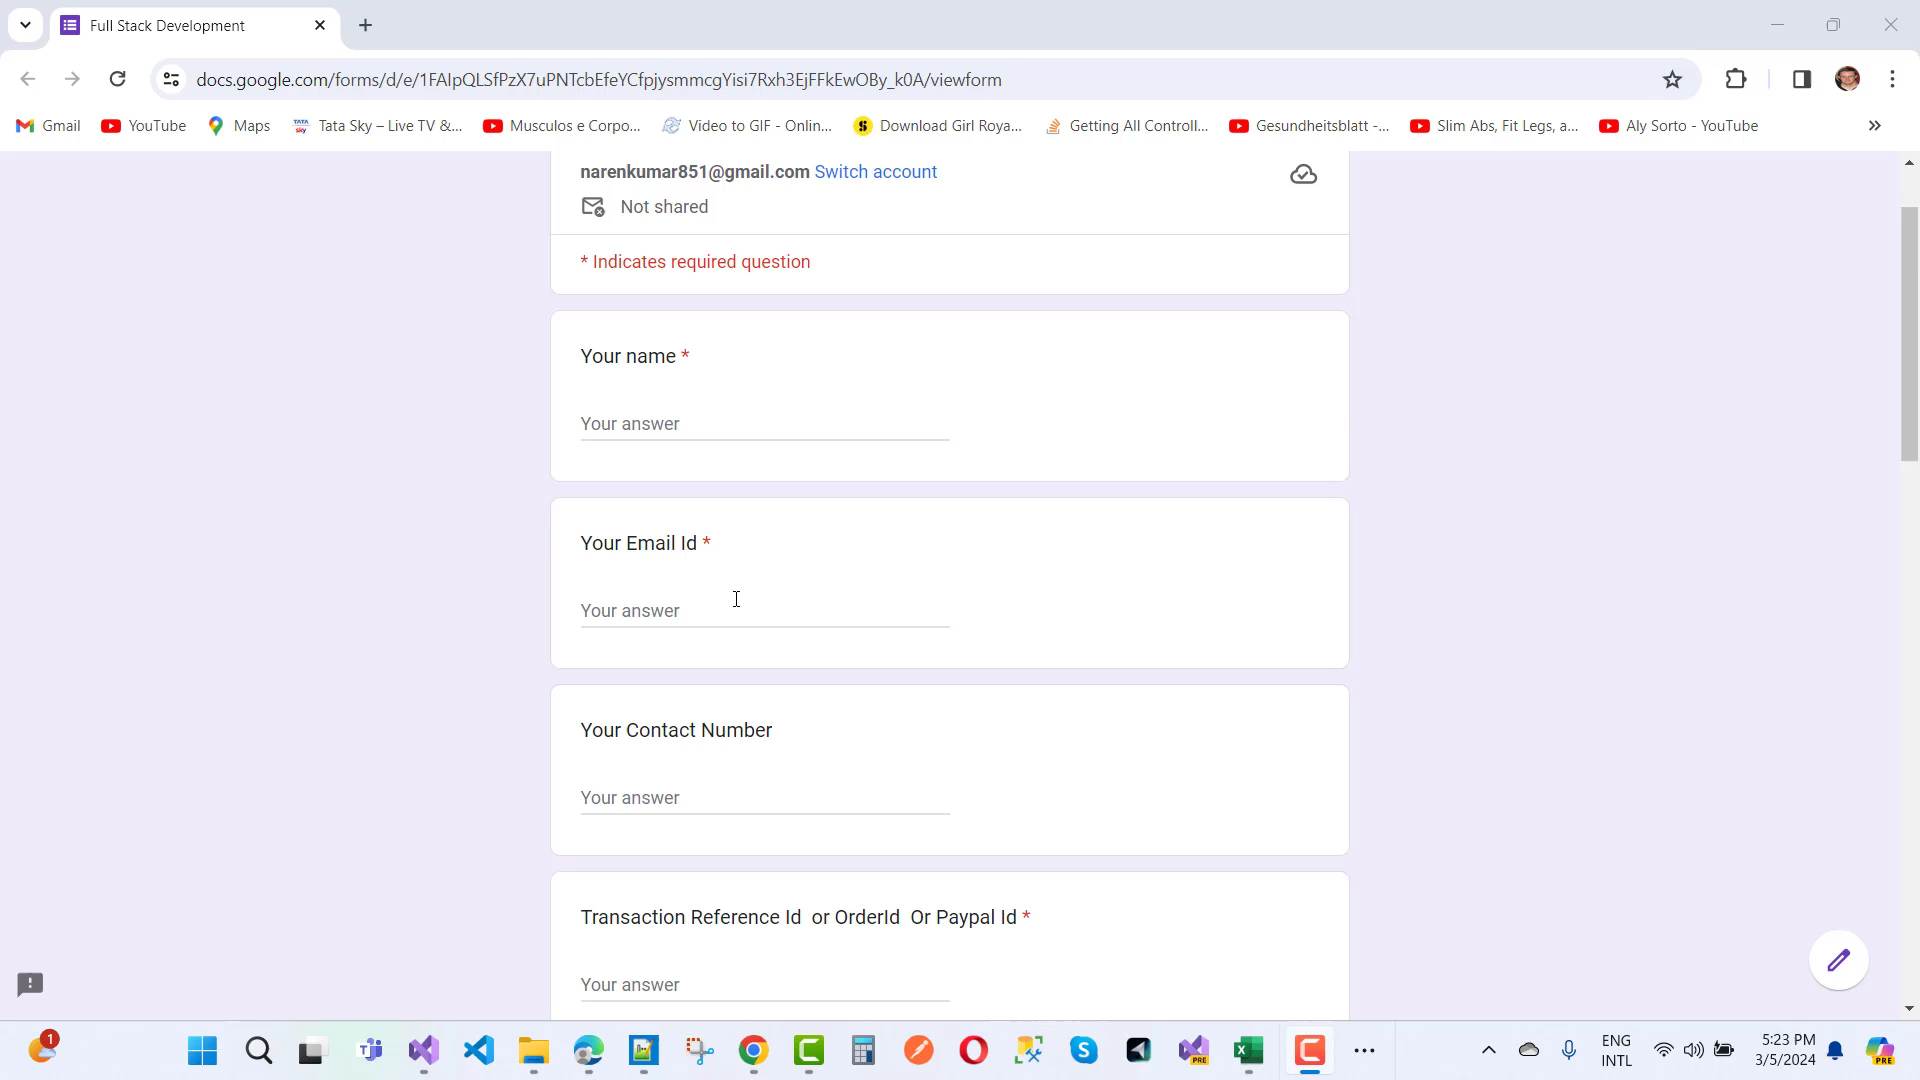 Full Stack Development
docs.google.com/forms/d/e/1FAIpQLSfPzX7uPNTcbEfeYCfpjysmmcgYisi7Rxh3EjFFkEwOBy_k0A/viewform
Gmail YouTube Maps Tata Sky – Live TV &... Musculos e Corpo... Video to GIF - Onlin... Download Girl Roya... Getting All Controll... Gesundheitsblatt -... Slim Abs, Fit Legs, a... Aly Sorto - YouTube
narenkumar851@gmail.com Switch account
Not shared
* Indicates required question
Your name *
Your answer
Your Email Id *
Your answer
Your Contact Number
Your answer
Transaction Reference Id or OrderId Or Paypal Id *
Your answer
1
PRE
ENG
INTL
5:23 PM
3/5/2024
PRE